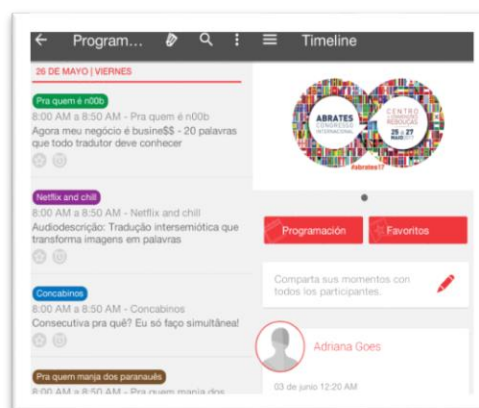 Program...
26 DE MAYO | VIERNES
Pra quem é n00b
8:00 AM a 8:50 AM - Pra quem é n00b
Agora meu negócio é busine$$ - 20 palavras
que todo tradutor deve conhecer
Netflix and chill
8:00 AM a 8:50 AM - Netflix and chill
Audiodescrição: Tradução intersemiótica que
transforma imagens em palavras
Concabinos
8:00 AM a 8:50 AM - Concabinos
Consecutiva pra quê? Eu só faço simultânea!
Pra quem manja dos paranauês
8:00 AM a 8:50 AM - Pra quem manja dos
Timeline
ABRATES
CONGRESSO
INTERNACIONAL
CENTRO
DE CONVENÇÕES
REBOUÇAS
#abrates17
Programación
Favoritos
Comparta sus momentos con
todos los participantes.
Adriana Goes
03 de junio 12:20 AM